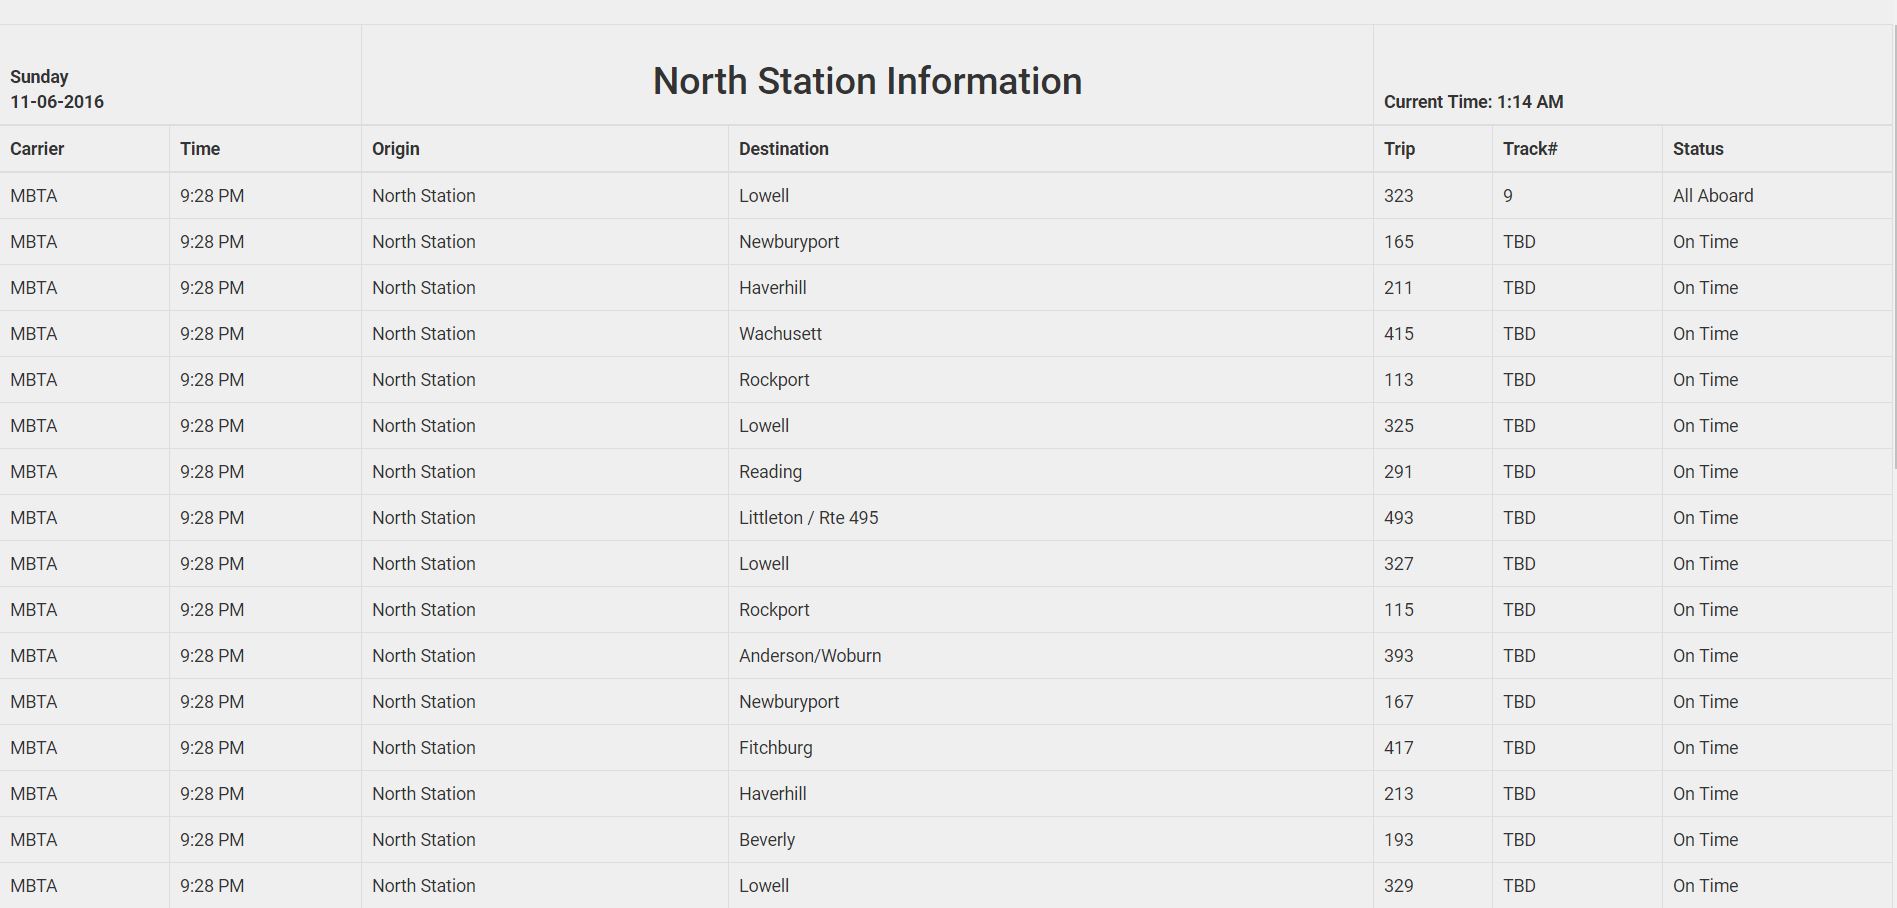 Sunday
11-06-2016
North Station Information
Current Time: 1:14 AM
Carrier Time Origin Destination Trip Track# Status
MBTA 9:28 PM North Station Lowell 323 9 All Aboard
MBTA 9:28 PM North Station Newburyport 165 TBD On Time
MBTA 9:28 PM North Station Haverhill 211 TBD On Time
MBTA 9:28 PM North Station Wachusett 415 TBD On Time
MBTA 9:28 PM North Station Rockport 113 TBD On Time
MBTA 9:28 PM North Station Lowell 325 TBD On Time
MBTA 9:28 PM North Station Reading 291 TBD On Time
MBTA 9:28 PM North Station Littleton / Rte 495 493 TBD On Time
MBTA 9:28 PM North Station Lowell 327 TBD On Time
MBTA 9:28 PM North Station Rockport 115 TBD On Time
MBTA 9:28 PM North Station Anderson/Woburn 393 TBD On Time
MBTA 9:28 PM North Station Newburyport 167 TBD On Time
MBTA 9:28 PM North Station Fitchburg 417 TBD On Time
MBTA 9:28 PM North Station Haverhill 213 TBD On Time
MBTA 9:28 PM North Station Beverly 193 TBD On Time
MBTA 9:28 PM North Station Lowell 329 TBD On Time